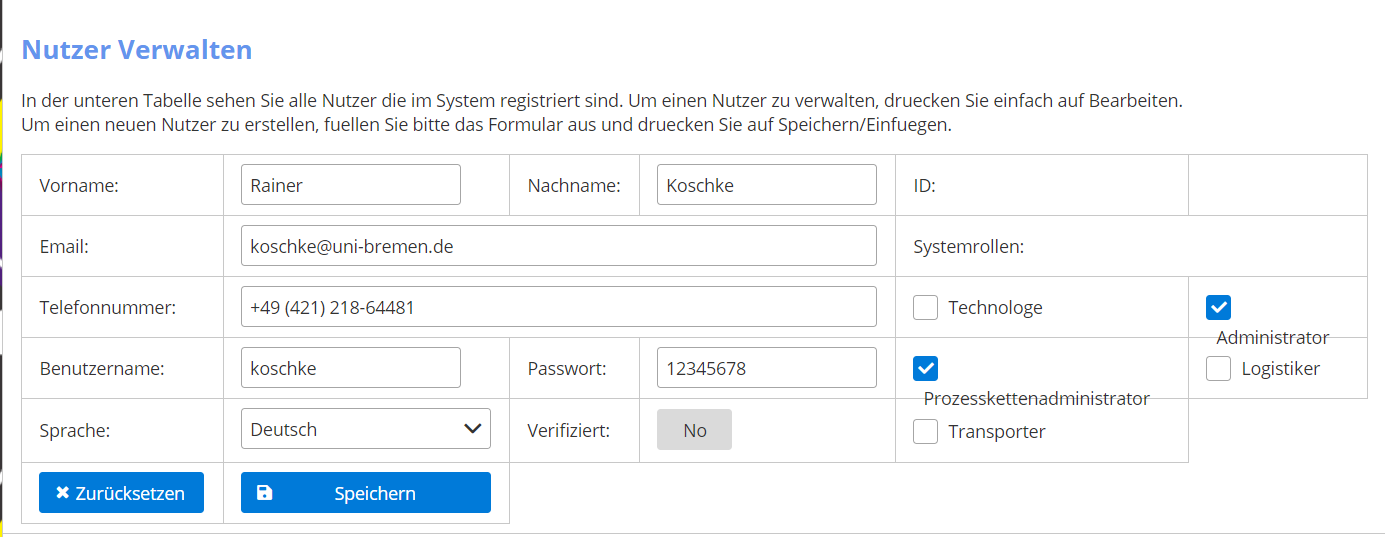 Nutzer Verwalten
In der unteren Tabelle sehen Sie alle Nutzer die im System registriert sind. Um einen Nutzer zu verwalten, druecken Sie einfach auf Bearbeiten.
Um einen neuen Nutzer zu erstellen, fuellen Sie bitte das Formular aus und druecken Sie auf Speichern/Einfuegen.
Vorname: Rainer Nachname: Koschke ID:
Email: koschke@uni-bremen.de Systemrollen:
Telefonnummer: +49 (421) 218-64481 Technologe
Administrator
Benutzername: koschke Passwort: 12345678 Logistiker
Prozesskettenadministrator
Sprache: Deutsch Verifiziert: No Transporter
Zurücksetzen Speichern